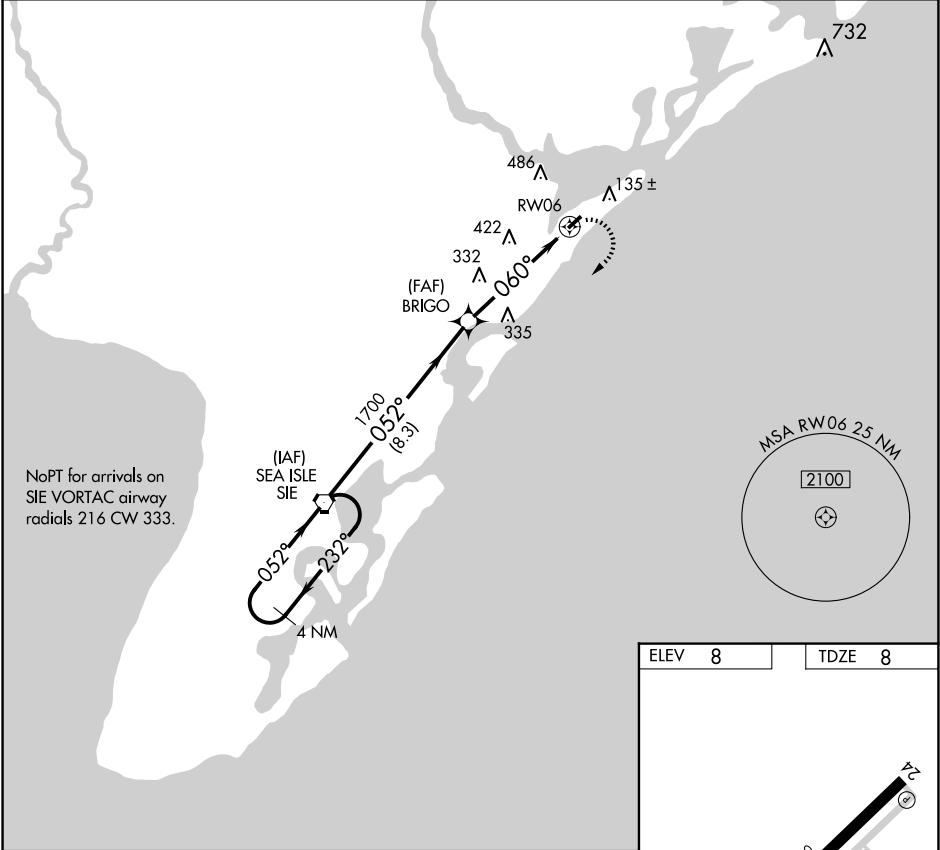 732
486
135 ±
RW06
422
332
060°
(FAF)
BRIGO
335
1700
052°
(8.3)
MSA RW06 25 NM
2100
(IAF)
SEA ISLE
SIE
NoPT for arrivals on
SIE VORTAC airway
radials 216 CW 333.
052°
232°
4 NM
ELEV 8
TDZE 8
24
P